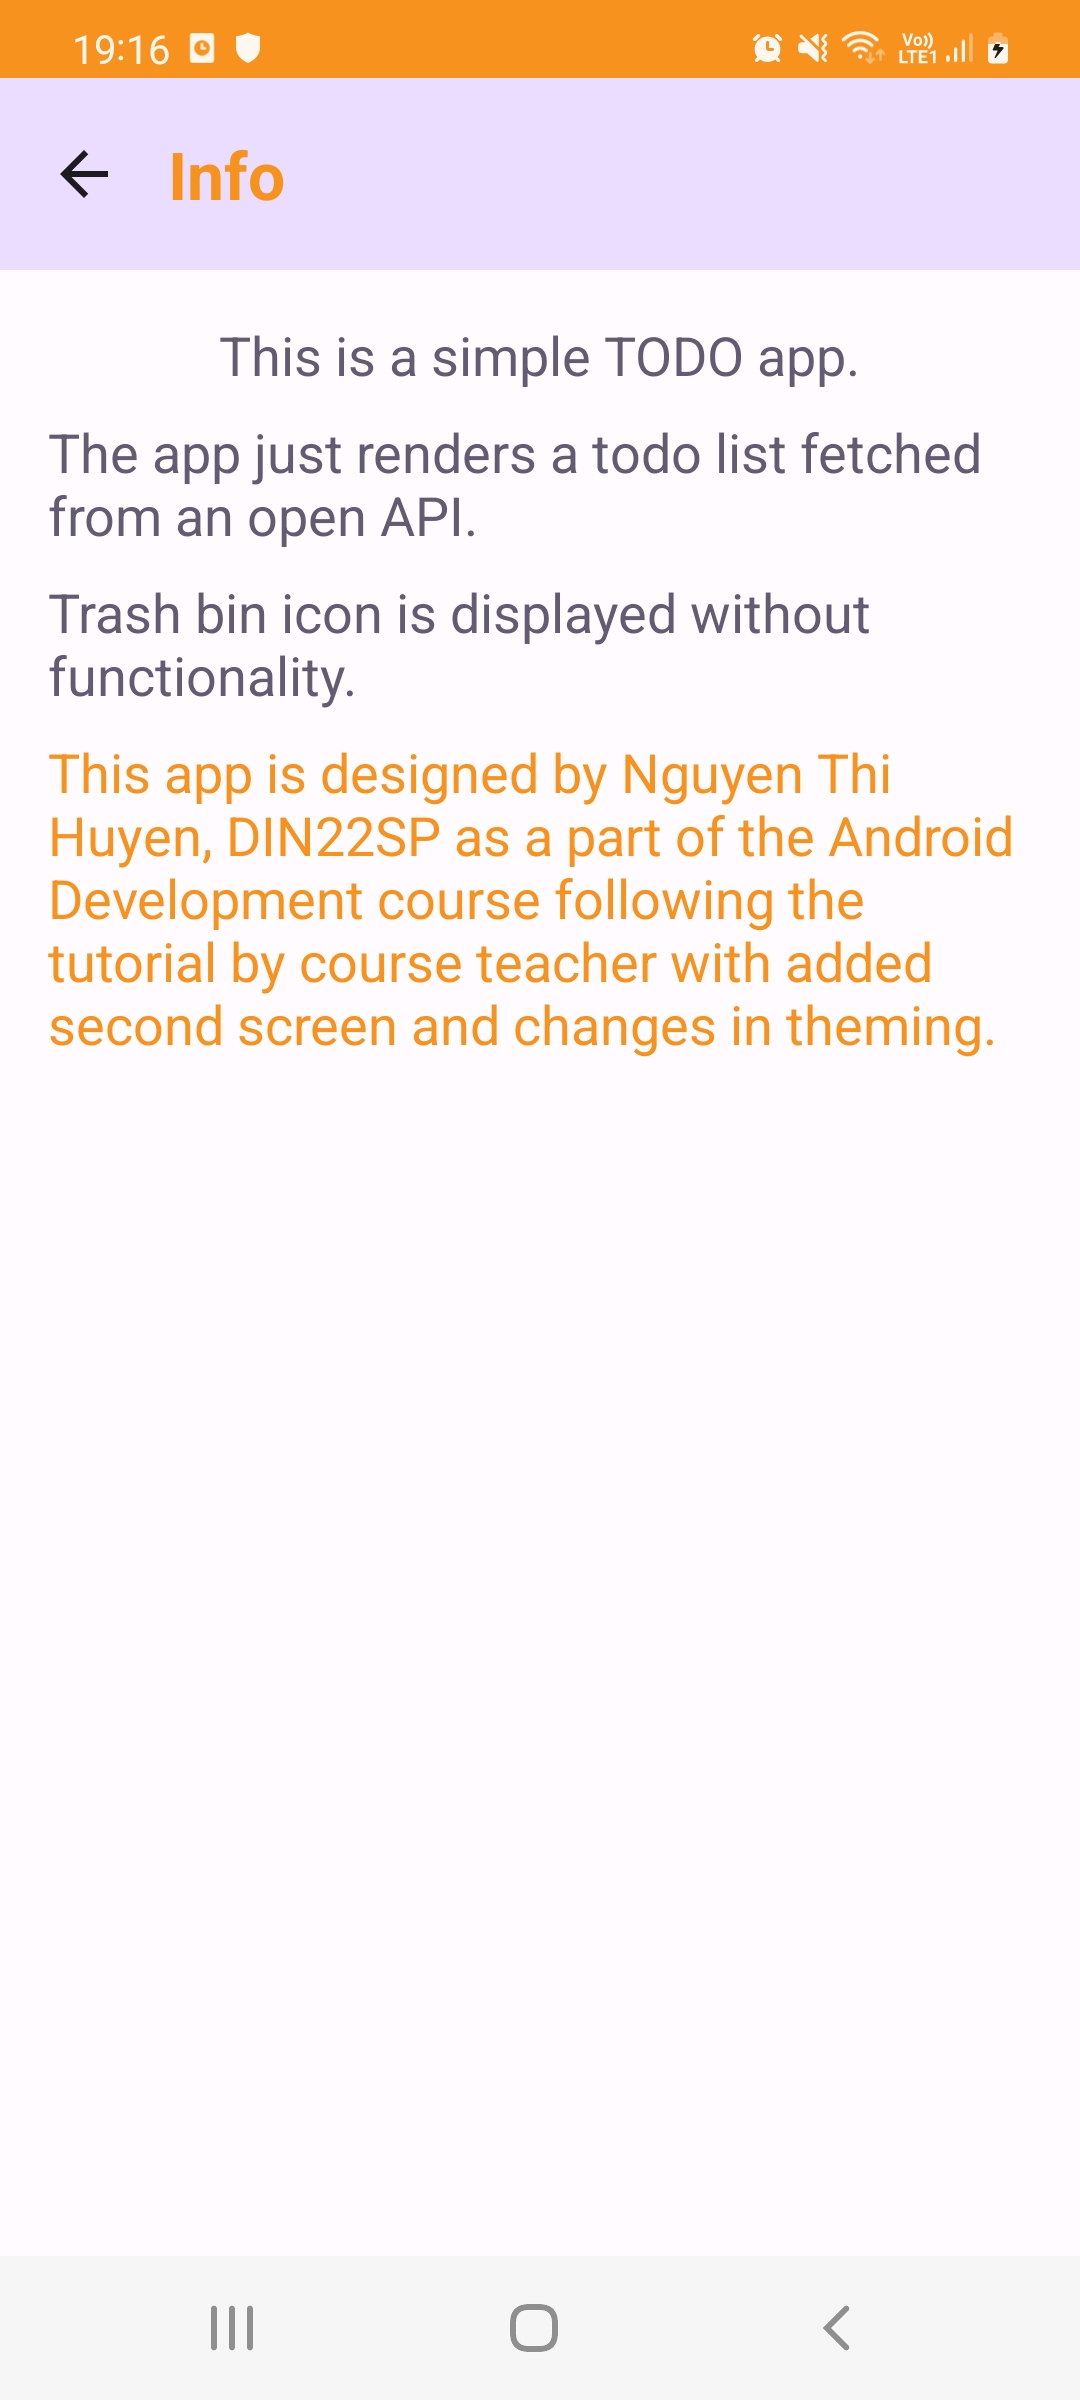 19:16
Vo))
LTE1
Info
This is a simple TODO app.
The app just renders a todo list fetched
from an open API.
Trash bin icon is displayed without
functionality.
This app is designed by Nguyen Thi
Huyen, DIN22SP as a part of the Android
Development course following the
tutorial by course teacher with added
second screen and changes in theming.